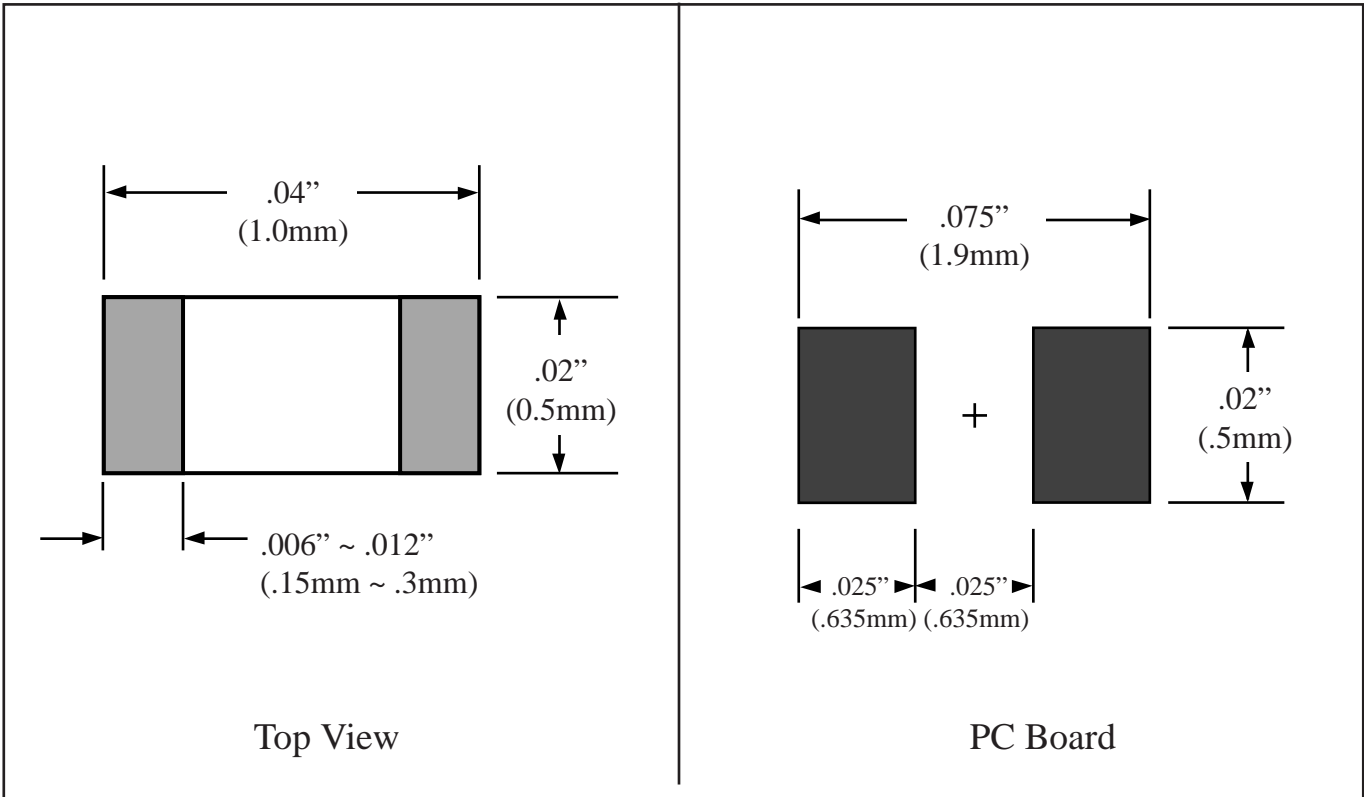 .04”
(1.0mm)
.02”
(0.5mm)
.006” ~ .012”
(.15mm ~ .3mm)
Top View
.075”
(1.9mm)
+
.02”
(.5mm)
.025” .025”
(.635mm) (.635mm)
PC Board